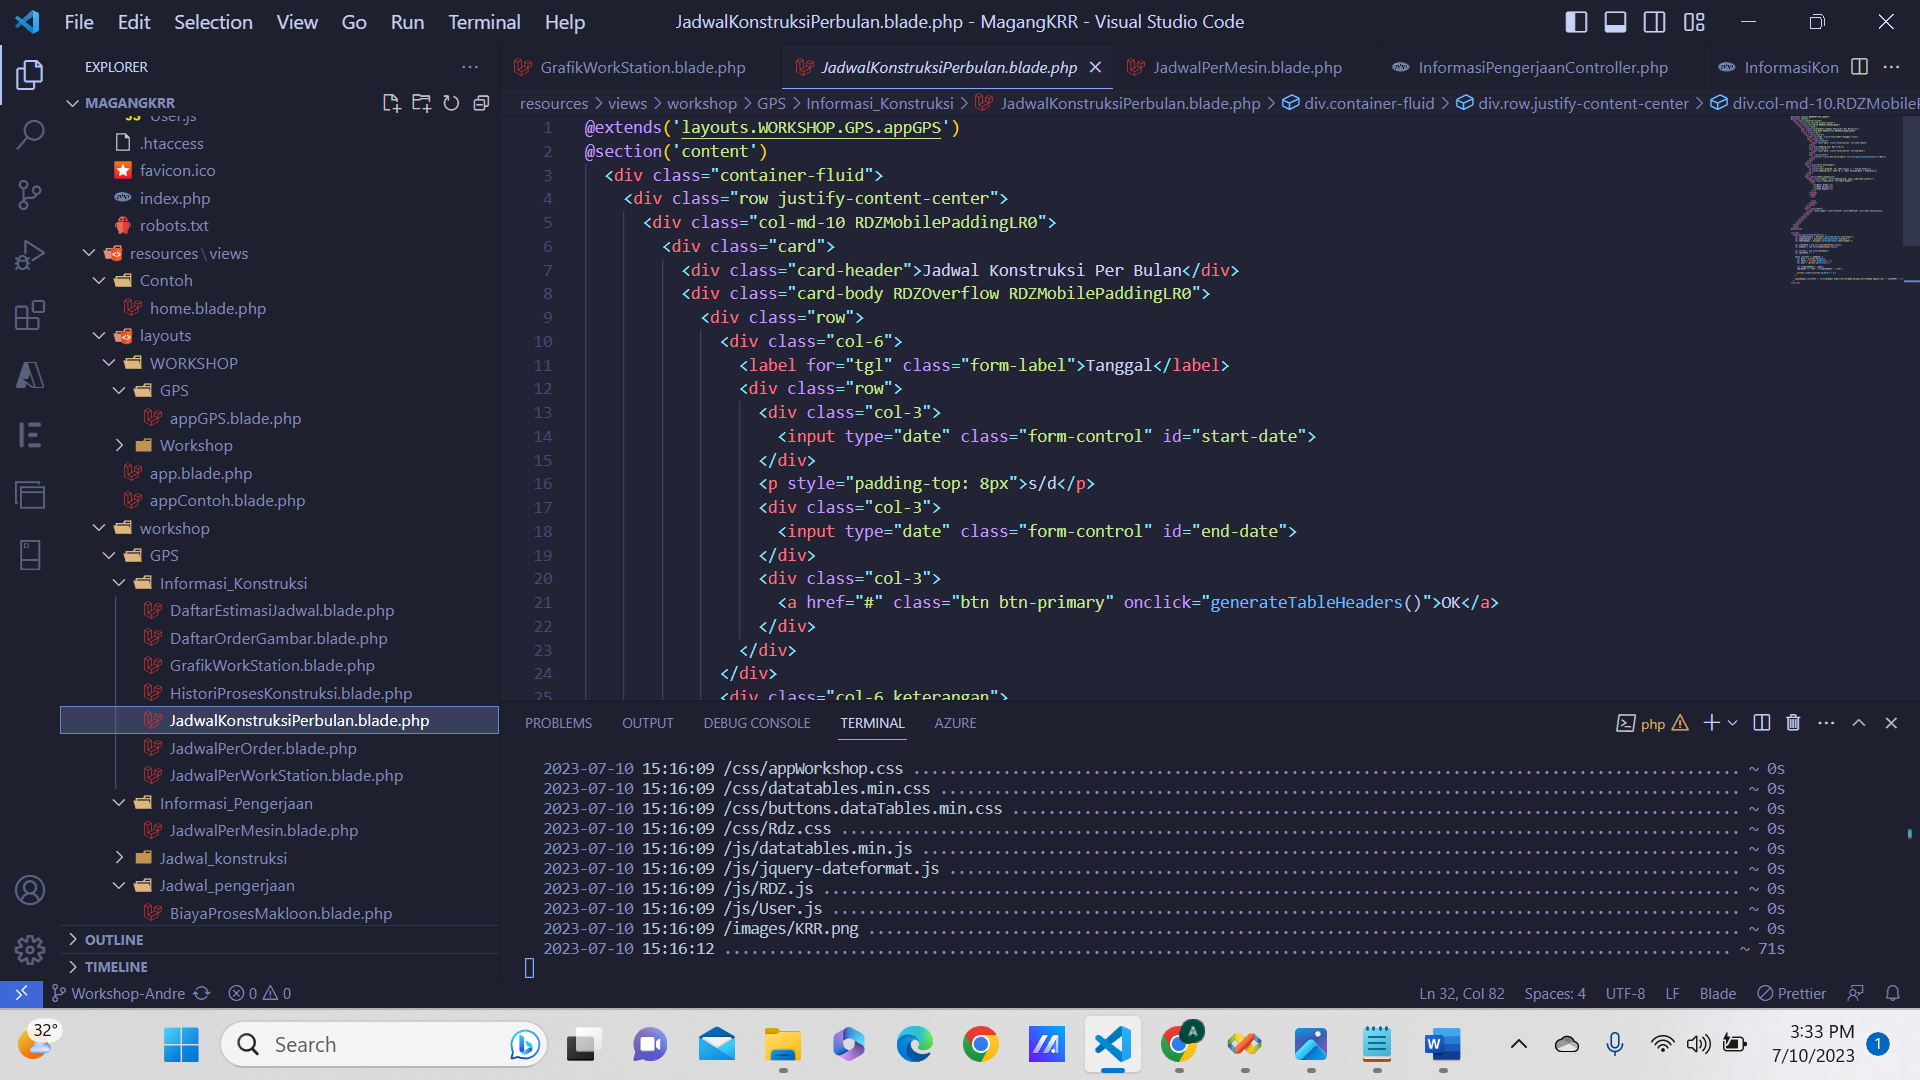 File Edit Selection View Go Run Terminal Help
JadwalKonstruksiPerbulan.blade.php - MagangKRR - Visual Studio Code
EXPLORER
MAGANGKRR
User.js
.htaccess
favicon.ico
index.php
robots.txt
resources\views
Contoh
home.blade.php
layouts
WORKSHOP
GPS
appGPS.blade.php
Workshop
app.blade.php
appContoh.blade.php
workshop
GPS
Informasi_Konstruksi
DaftarEstimasiJadwal.blade.php
DaftarOrderGambar.blade.php
GrafikWorkStation.blade.php
HistoriProsesKonstruksi.blade.php
JadwalKonstruksiPerbulan.blade.php
JadwalPerOrder.blade.php
JadwalPerWorkStation.blade.php
Informasi_Pengerjaan
JadwalPerMesin.blade.php
Jadwal_konstruksi
Jadwal_pengerjaan
BiayaProsesMakloon.blade.php
OUTLINE
TIMELINE
GrafikWorkStation.blade.php
JadwalKonstruksiPerbulan.blade.php
JadwalPerMesin.blade.php
InformasiPengerjaanController.php
InformasiKon
resources > views > workshop > GPS > Informasi_Konstruksi > JadwalKonstruksiPerbulan.blade.php > div.container-fluid > div.row.justify-content-center > div.col-md-10.RDZMobileP
1 @extends('layouts.WORKSHOP.GPS.appGPS')
2 @section('content')
3 <div class="container-fluid">
4 <div class="row justify-content-center">
5 <div class="col-md-10 RDZMobilePaddingLR0">
6 <div class="card">
7 <div class="card-header">Jadwal Konstruksi Per Bulan</div>
8 <div class="card-body RDZOverflow RDZMobilePaddingLR0">
9 <div class="row">
10 <div class="col-6">
11 <label for="tgl" class="form-label">Tanggal</label>
12 <div class="row">
13 <div class="col-3">
14 <input type="date" class="form-control" id="start-date">
15 </div>
16 <p style="padding-top: 8px">s/d</p>
17 <div class="col-3">
18 <input type="date" class="form-control" id="end-date">
19 </div>
20 <div class="col-3">
21 <a href="#" class="btn btn-primary" onclick="generateTableHeaders()">OK</a>
22 </div>
23 </div>
24 </div>
25 <div class="col-6 keterangan">
PROBLEMS OUTPUT DEBUG CONSOLE TERMINAL AZURE
php
2023-07-10 15:16:09 /css/appWorkshop.css ........ ~ 0s
2023-07-10 15:16:09 /css/datatables.min.css ........ ~ 0s
2023-07-10 15:16:09 /css/buttons.dataTables.min.css ........ ~ 0s
2023-07-10 15:16:09 /css/Rdz.css ........ ~ 0s
2023-07-10 15:16:09 /js/datatables.min.js ........ ~ 0s
2023-07-10 15:16:09 /js/jquery-dateformat.js ........ ~ 0s
2023-07-10 15:16:09 /js/RDZ.js ........ ~ 0s
2023-07-10 15:16:09 /js/User.js ........ ~ 0s
2023-07-10 15:16:09 /images/KRR.png ........ ~ 0s
2023-07-10 15:16:12 ........ ~ 71s
Workshop-Andre 0 0
Ln 32, Col 82 Spaces: 4 UTF-8 LF Blade Prettier
32°
Search
A
W
3:33 PM
7/10/2023
1